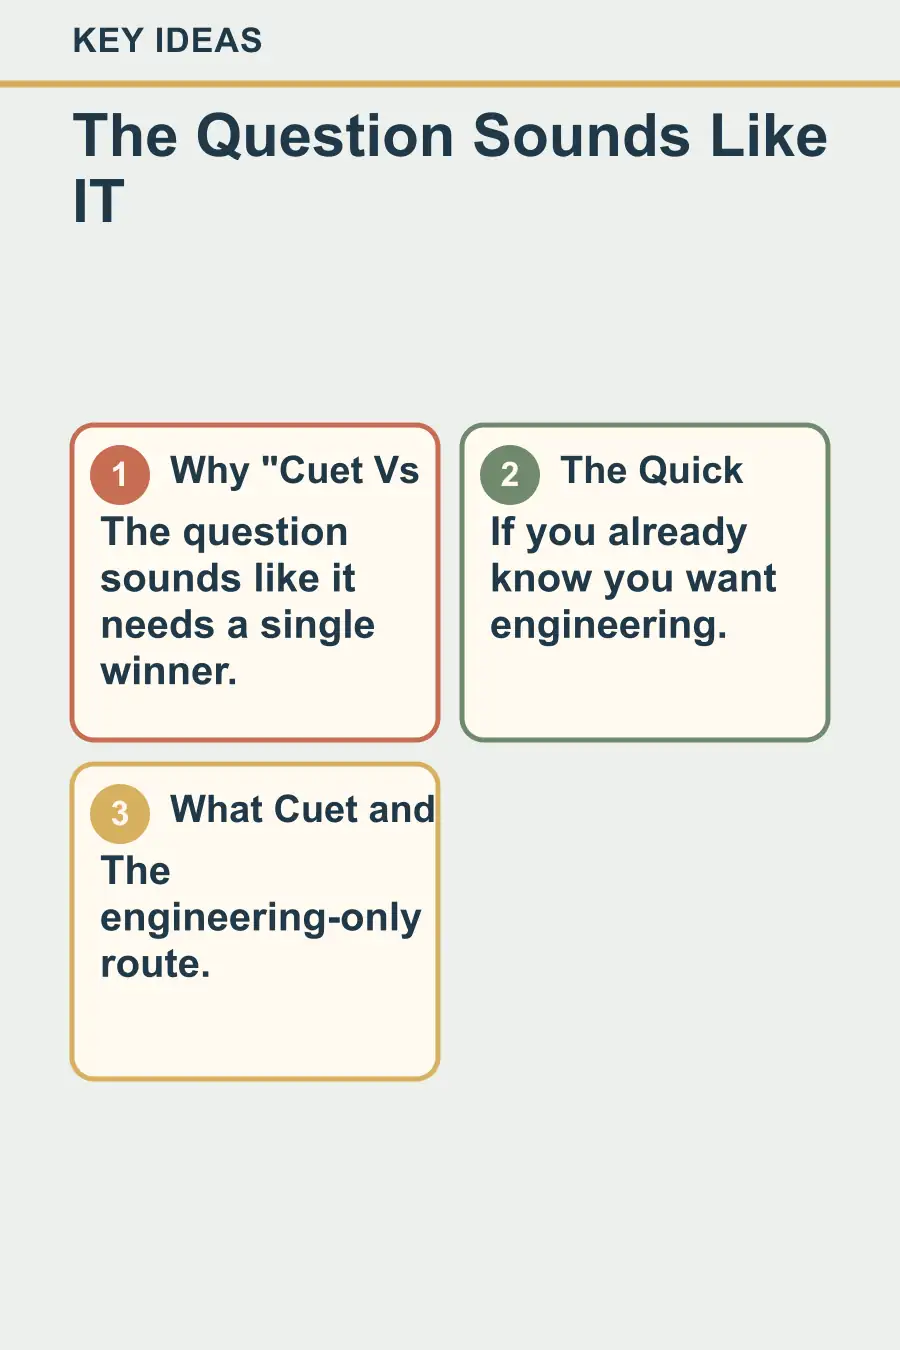 KEY IDEAS
The Question Sounds Like
IT
1
Why "Cuet Vs
The question
sounds like it
needs a single
winner.
2
The Quick
If you already
know you want
engineering.
3
What Cuet and
The
engineering-only
route.